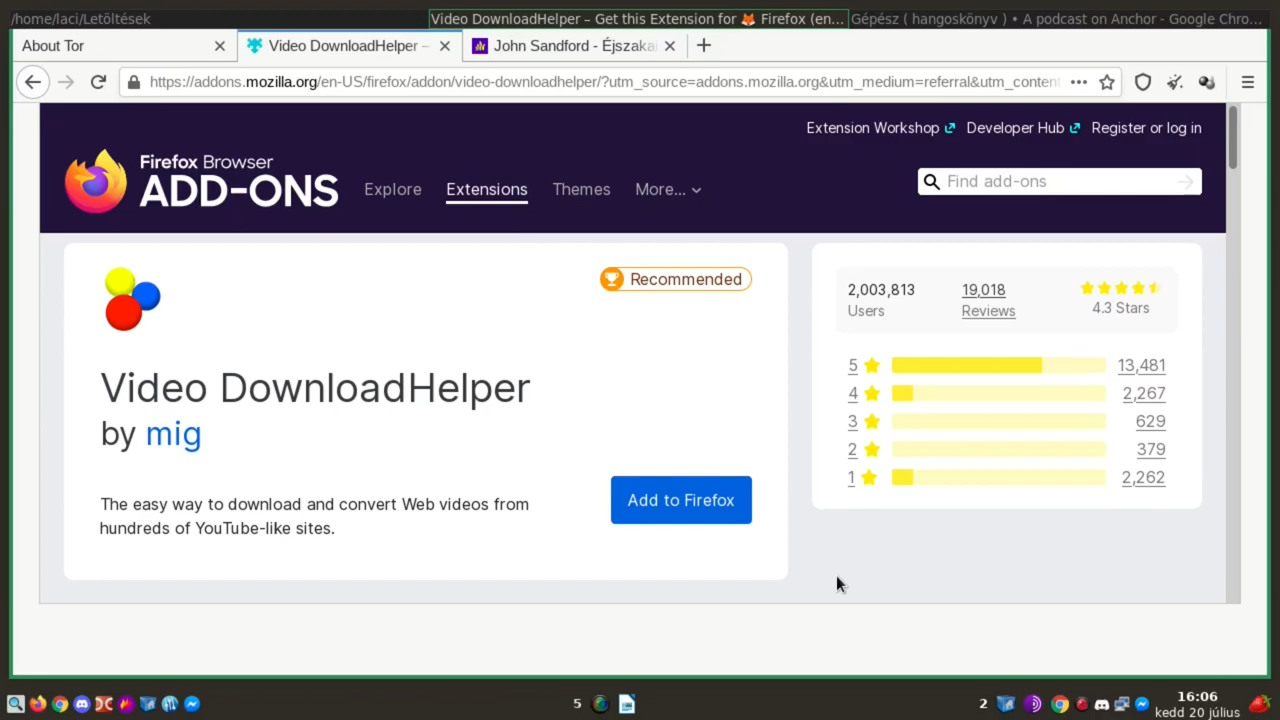 /home/laci/Letöltések
Video DownloadHelper – Get this Extension for 🦊 Firefox (en...
Gépész ( hangoskönyv ) • A podcast on Anchor - Google Chro...
About Tor
Video DownloadHelper –
John Sandford - Éjszaka
https://addons.mozilla.org/en-US/firefox/addon/video-downloadhelper/?utm_source=addons.mozilla.org&utm_medium=referral&utm_content
Extension Workshop
Developer Hub
Register or log in
Firefox Browser
ADD-ONS
Explore
Extensions
Themes
More...
Find add-ons
Recommended
Video DownloadHelper
by mig
The easy way to download and convert Web videos from
hundreds of YouTube-like sites.
Add to Firefox
2,003,813
Users
19,018
Reviews
4.3 Stars
5 13,481
4 2,267
3 629
2 379
1 2,262
5
2
16:06
kedd 20 július